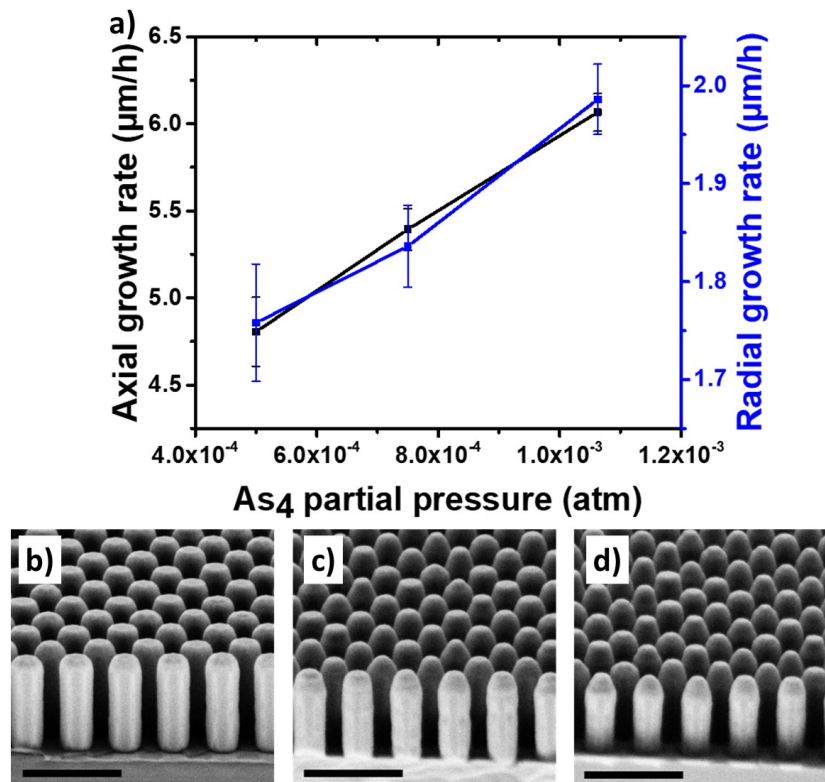 a)
6.5
6.0
5.5
5.0
4.5
Axial growth rate (µm/h)
2.0
1.9
1.8
1.7
Radial growth rate (µm/h)
4.0x10⁻⁴ 6.0x10⁻⁴ 8.0x10⁻⁴ 1.0x10⁻³ 1.2x10⁻³
As₄ partial pressure (atm)
b) c) d)